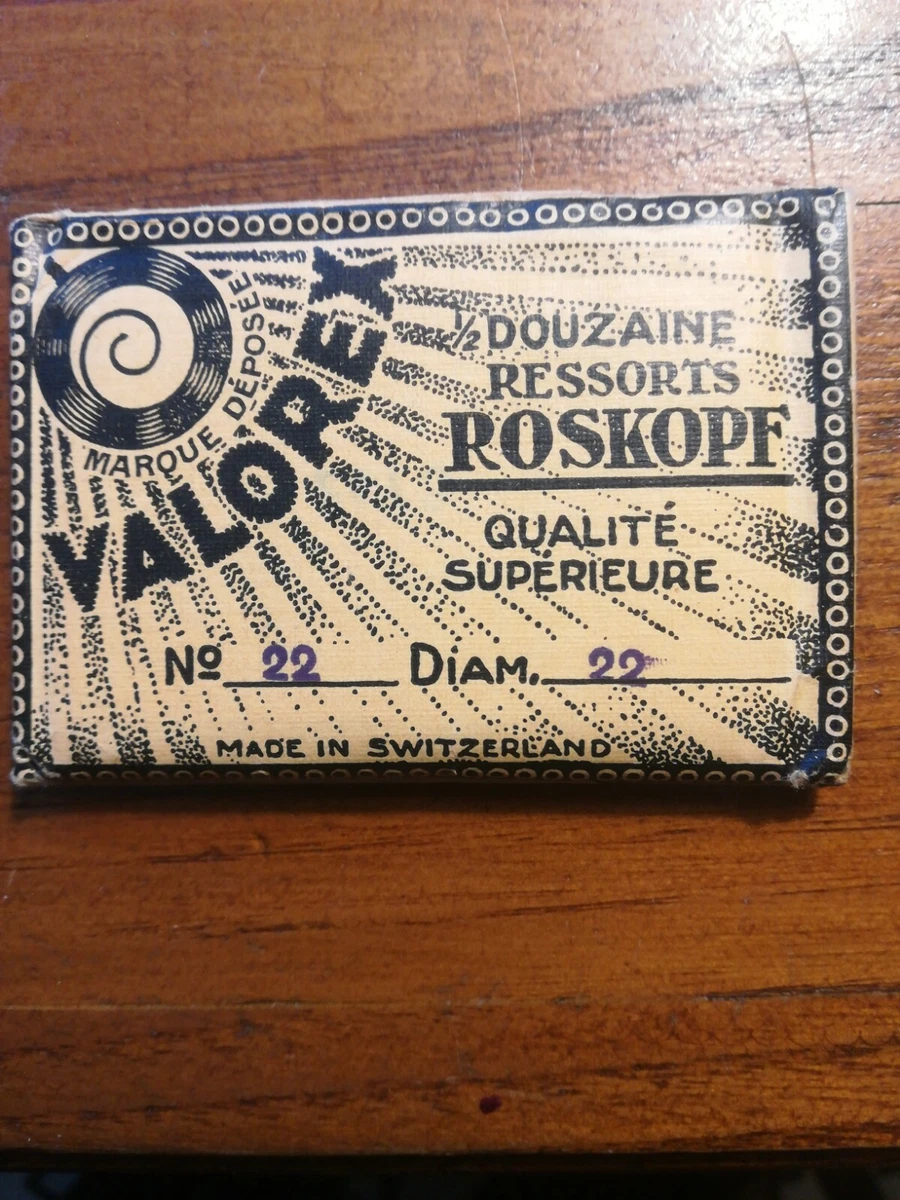 MARQUE DÉPOSÉE
VALOREX
1/2 DOUZAINE
RESSORTS
ROSKOPF
QUALITÉ
SUPÉRIEURE
Nº 22 DIAM. 22
MADE IN SWITZERLAND